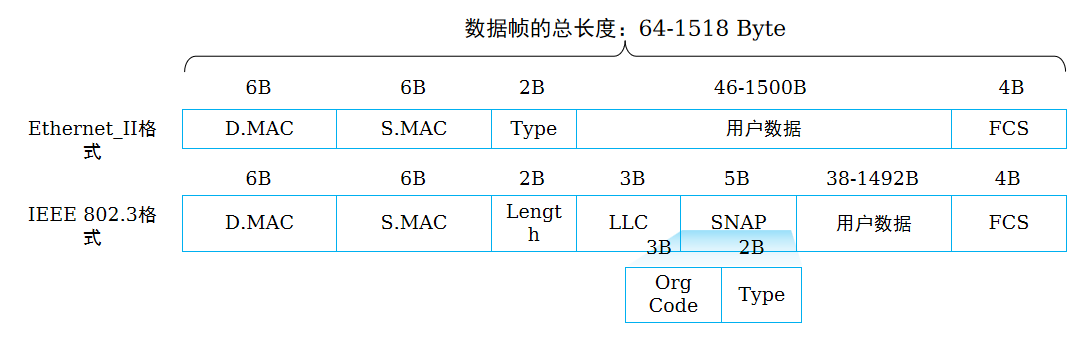 数据帧的总长度：64-1518 Byte
6B 6B 2B 46-1500B 4B
Ethernet_II格
式
D.MAC S.MAC Type 用户数据 FCS
6B 6B 2B 3B 5B 38-1492B 4B
IEEE 802.3格
式
D.MAC S.MAC Lengt
h
LLC SNAP 用户数据 FCS
3B 2B
Org
Code
Type